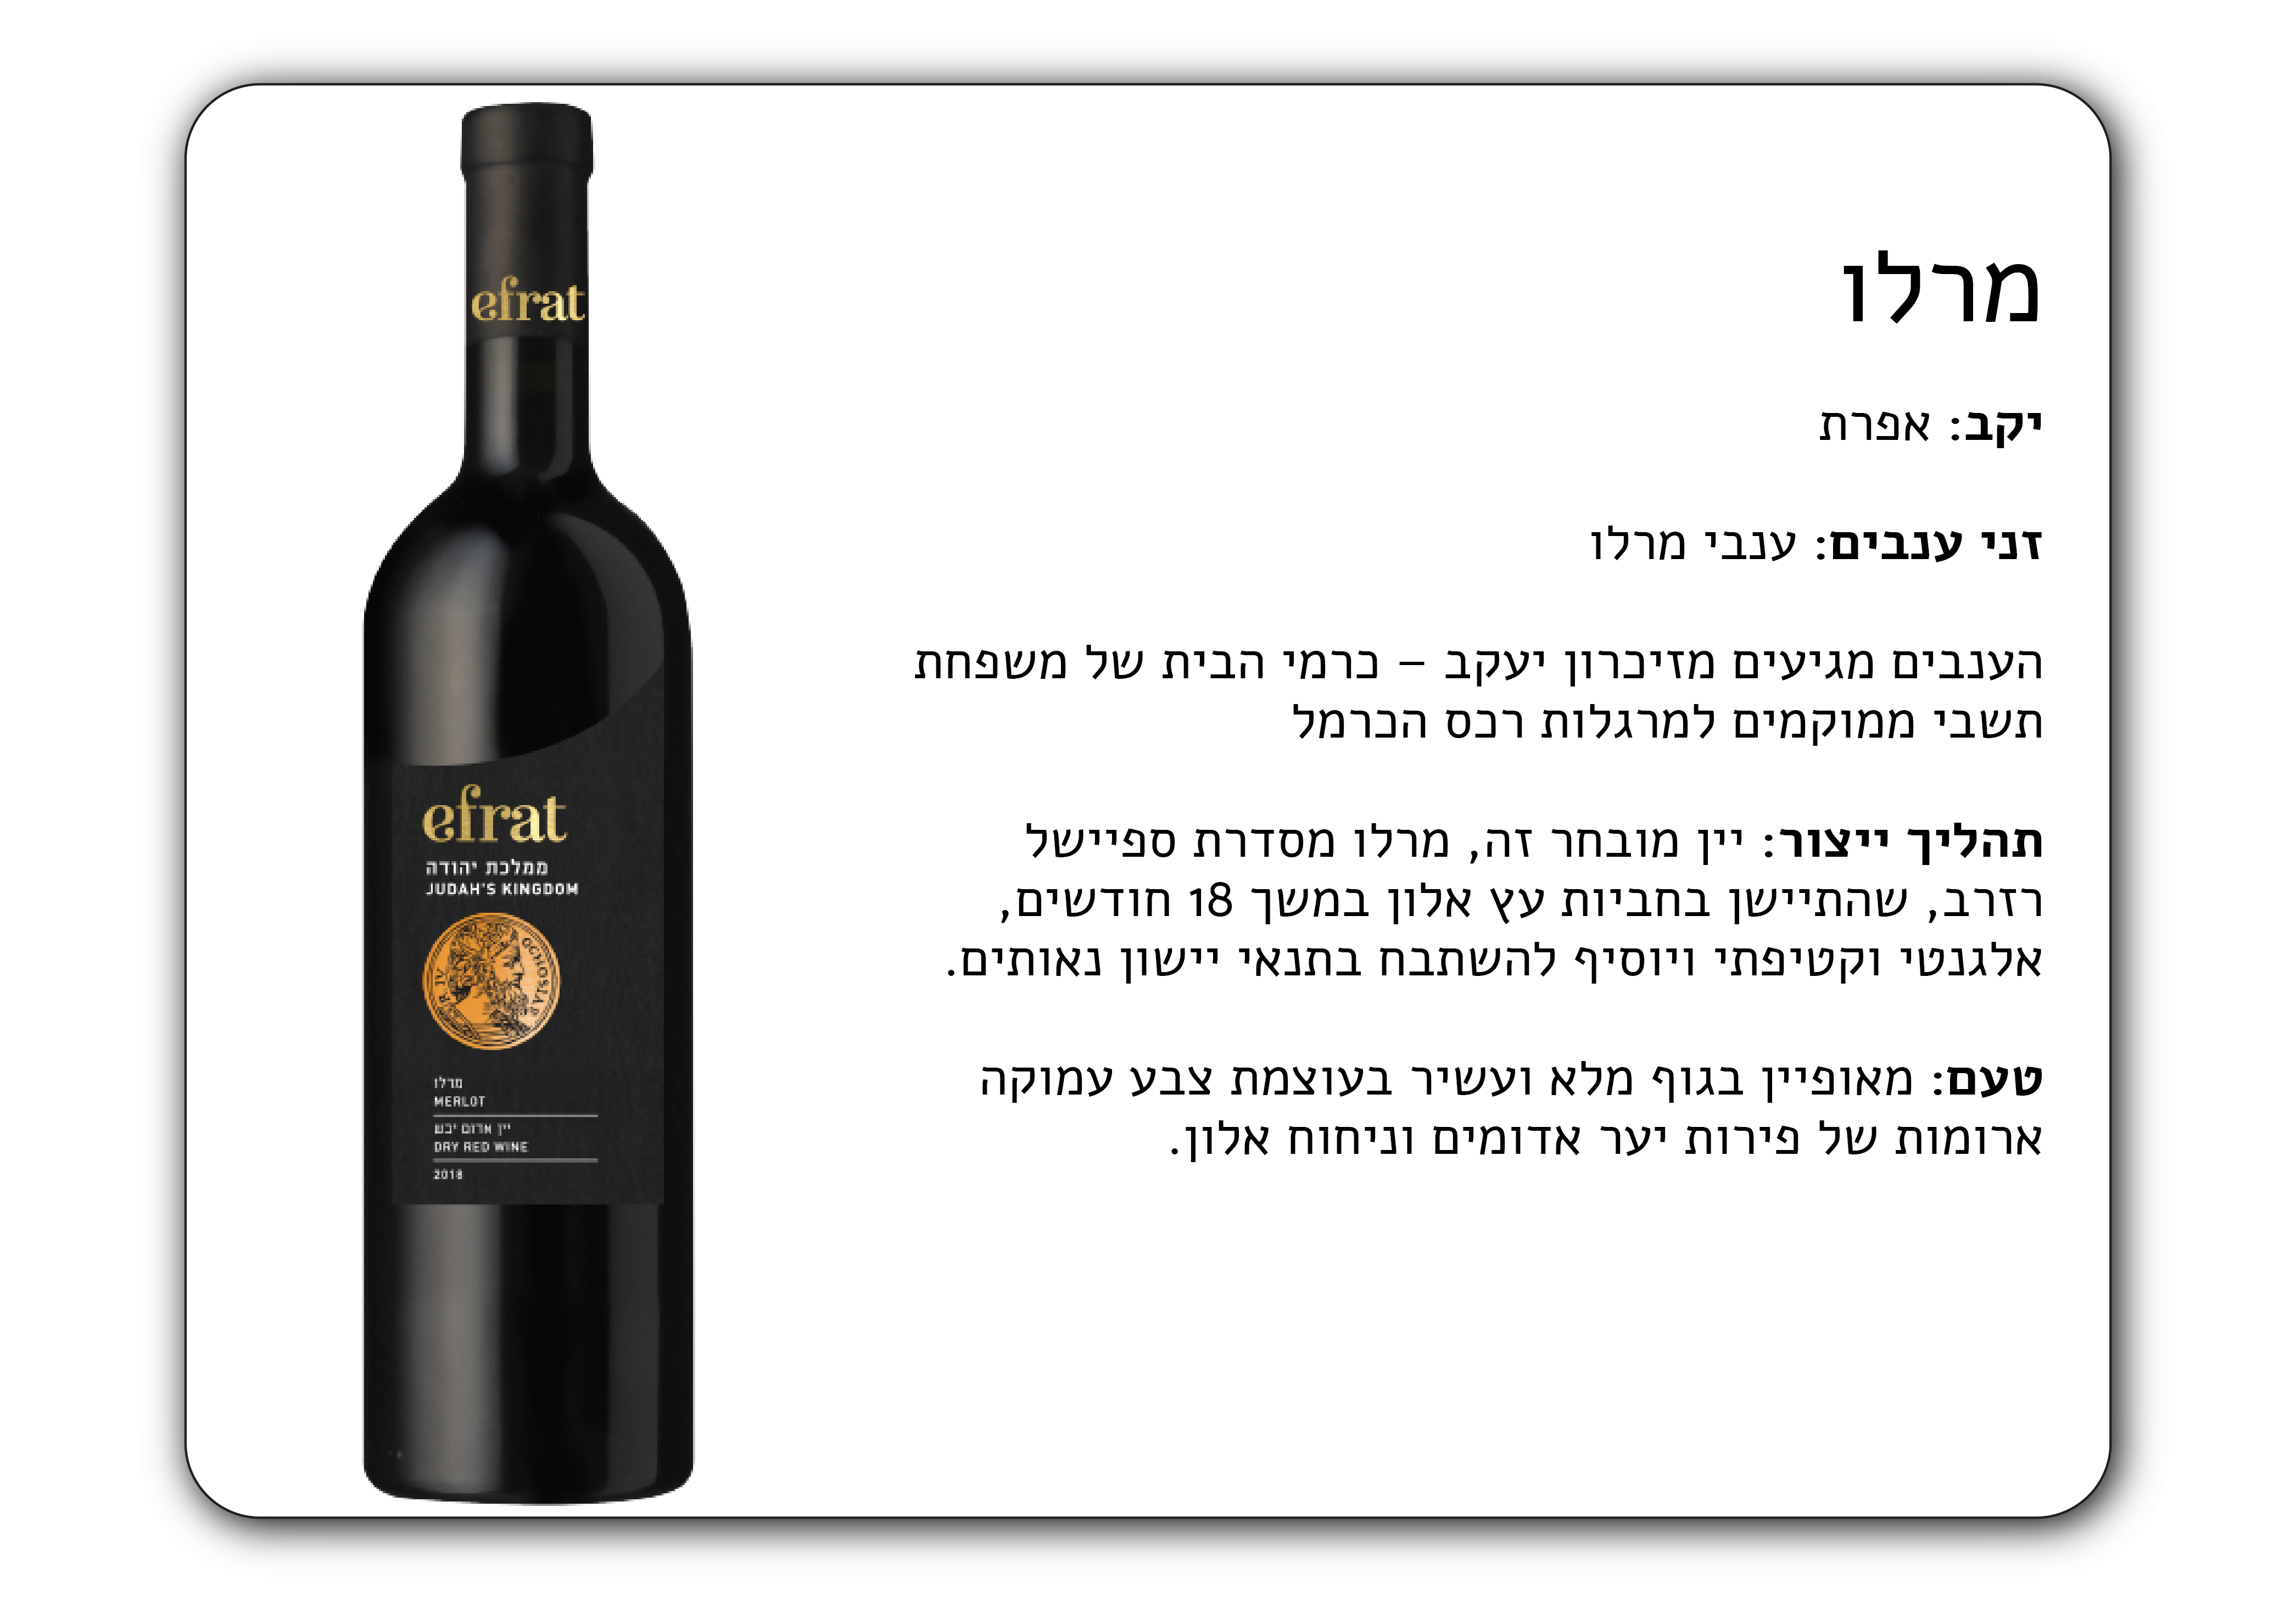 מרלו
יקב: אפרת
זני ענבים: ענבי מרלו
הענבים מגיעים מזיכרון יעקב – כרמי הבית של משפחת
תשבי ממוקמים למרגלות רכס הכרמל
תהליך ייצור: יין מובחר זה, מרלו מסדרת ספיישל
רזרב, שהתיישן בחביות עץ אלון במשך 18 חודשים,
אלגנטי וקטיפתי ויוסיף להשתבח בתנאי יישון נאותים.
טעם: מאופיין בגוף מלא ועשיר בעוצמת צבע עמוקה
ארומות של פירות יער אדומים וניחוח אלון.
efrat
efrat
ממלכת יהודה
JUDAH'S KINGDOM
מרלו
MERLOT
יין אדום יבש
DRY RED WINE
2018